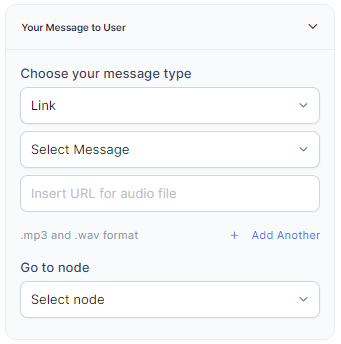 Your Message to User
Choose your message type
Link
Select Message
Insert URL for audio file
.mp3 and .wav format + Add Another
Go to node
Select node